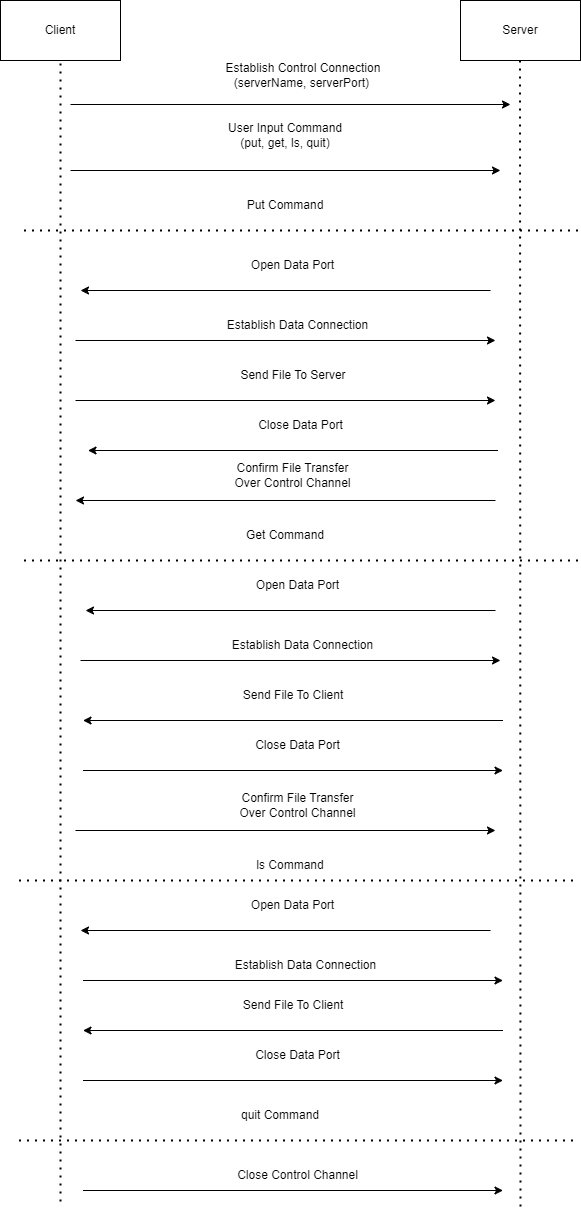 Client
Server
Establish Control Connection
(serverName, serverPort)
User Input Command
(put, get, ls, quit)
Put Command
Open Data Port
Establish Data Connection
Send File To Server
Close Data Port
Confirm File Transfer
Over Control Channel
Get Command
Open Data Port
Establish Data Connection
Send File To Client
Close Data Port
Confirm File Transfer
Over Control Channel
ls Command
Open Data Port
Establish Data Connection
Send File To Client
Close Data Port
quit Command
Close Control Channel